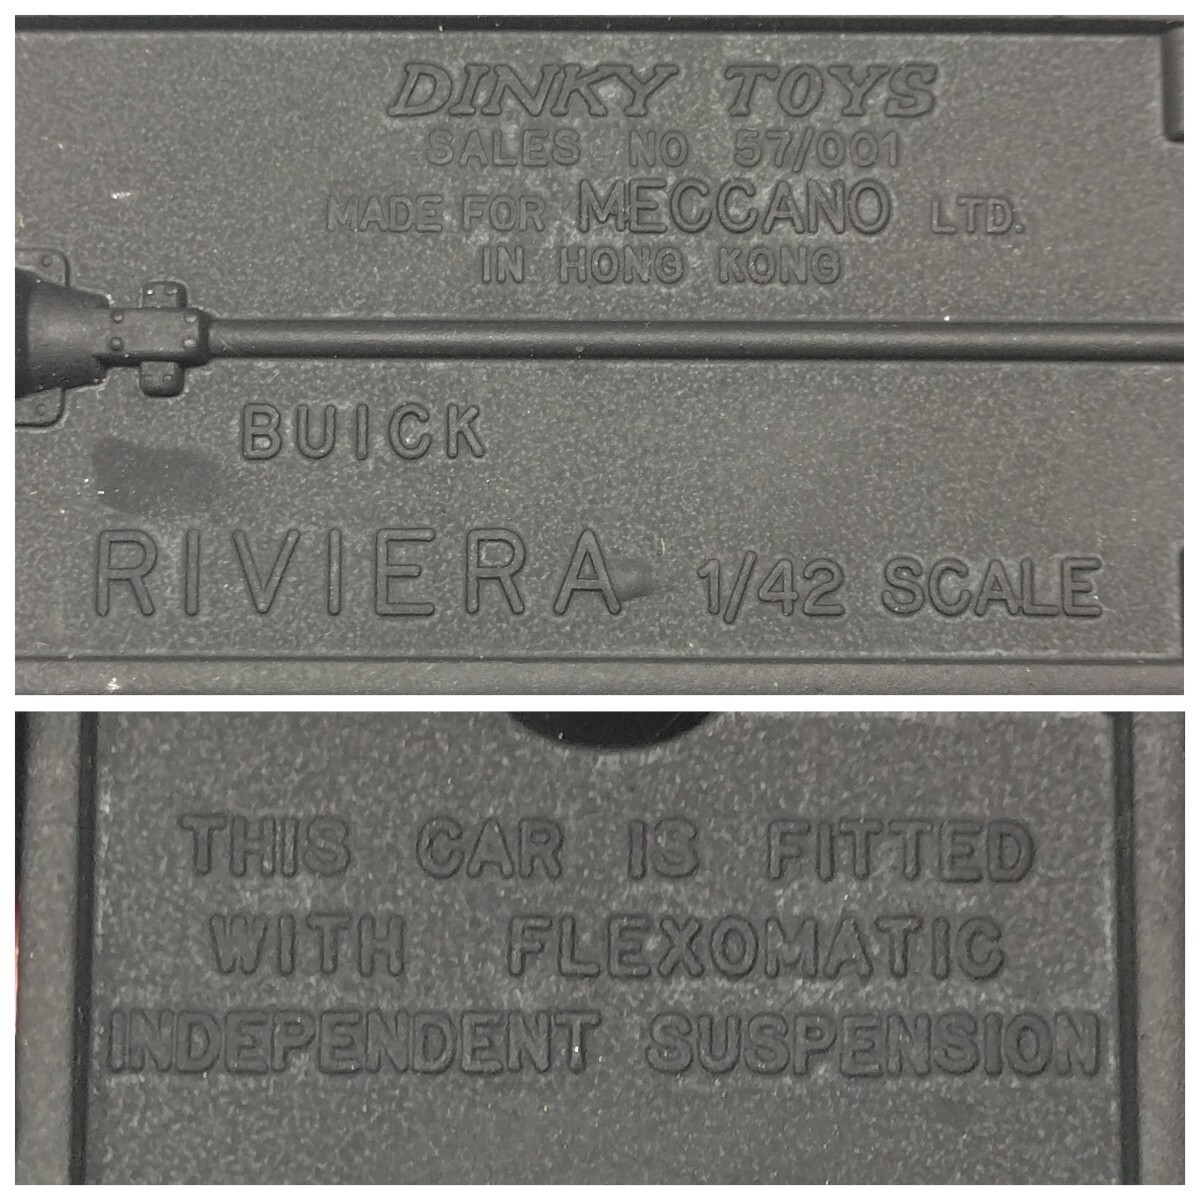 DINKY TOYS
SALES NO 57/001
MADE FOR MECCANO LTD.
IN HONG KONG
BUICK
RIVIERA 1/42 SCALE
THIS CAR IS FITTED
WITH FLEXOMATIC
INDEPENDENT SUSPENSION